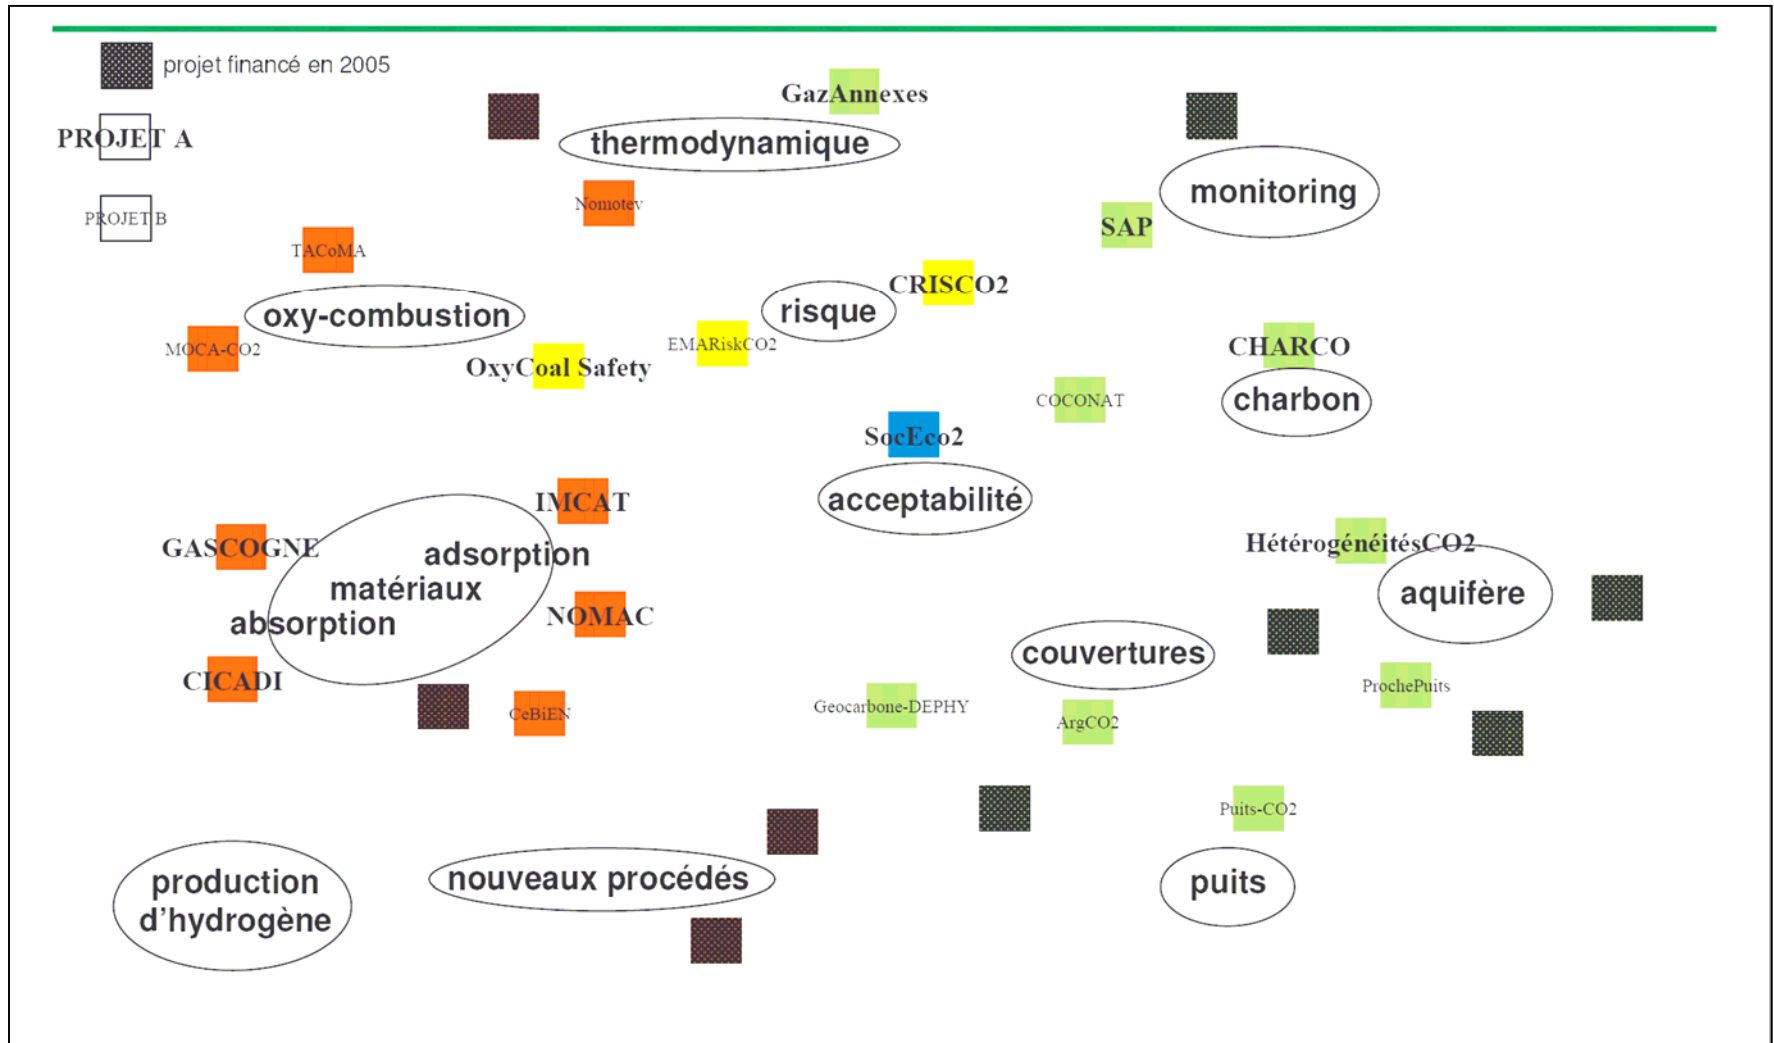 projet financé en 2005
GazAnnexes
PROJET A
thermodynamique
monitoring
Nomotev
PROJET B
SAP
TACoMA
CRISCO2
oxy-combustion
risque
MOCA-CO2
EMARiskCO2
CHARCO
OxyCoal Safety
COCONAT
charbon
SocEco2
acceptabilité
IMCAT
GASCOGNE
HétérogénéitésCO2
adsorption
matériaux
aquifère
absorption
NOMAC
couvertures
CICADI
ProchePuits
CeBiEN
Geocarbone-DEPHY
ArgCO2
Puits-CO2
production
d'hydrogène
nouveaux procédés
puits